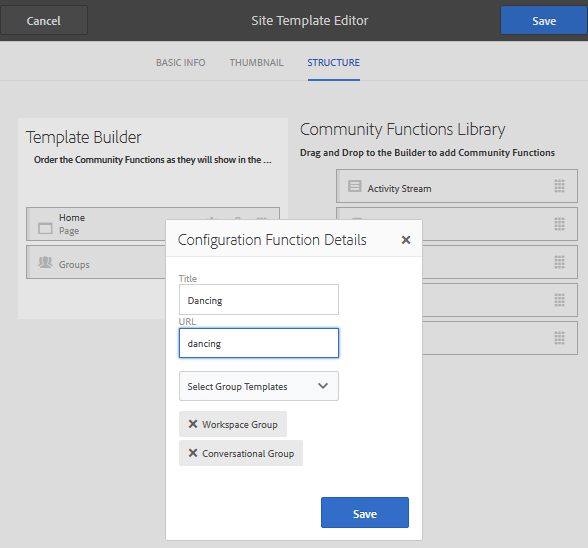 Cancel
Site Template Editor
Save
BASIC INFO
THUMBNAIL
STRUCTURE
Template Builder
Order the Community Functions as they will show in the ...
Home
Page
Groups
Community Functions Library
Drag and Drop to the Builder to add Community Functions
Activity Stream
Configuration Function Details
Title
Dancing
URL
dancing
Select Group Templates
Workspace Group
Conversational Group
Save